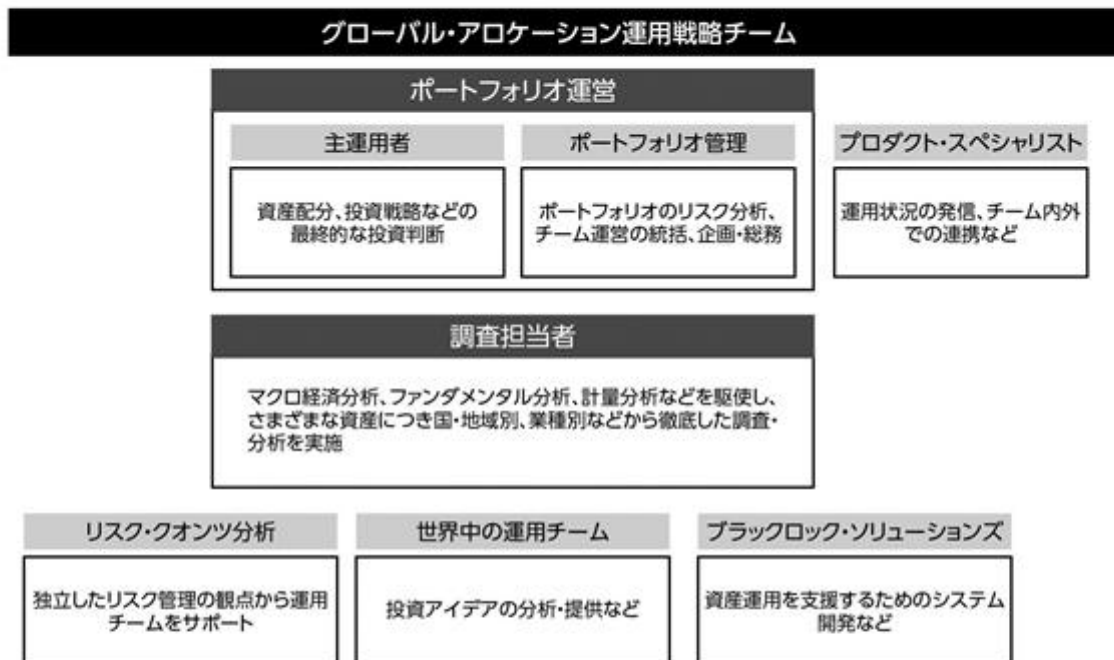 グローバル・アロケーション運用戦略チーム
ポートフォリオ運営
主運用者
資産配分、投資戦略などの
最終的な投資判断
ポートフォリオ管理
ポートフォリオのリスク分析、
チーム運営の統括、企画・総務
プロダクト・スペシャリスト
運用状況の発信、チーム内外
での連携など
調査担当者
マクロ経済分析、ファンダメンタル分析、計量分析などを駆使し、
さまざまな資産につき国・地域別、業種別などから徹底した調査・
分析を実施
リスク・クオンツ分析
独立したリスク管理の観点から運用
チームをサポート
世界中の運用チーム
投資アイデアの分析・提供など
ブラックロック・ソリューションズ
資産運用を支援するためのシステム
開発など